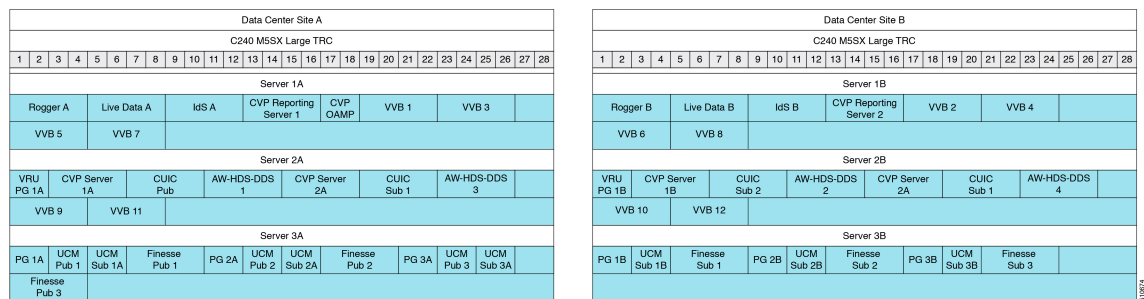 Data Center Site A
C240 M5SX Large TRC
1 2 3 4 5 6 7 8 9 10 11 12 13 14 15 16 17 18 19 20 21 22 23 24 25 26 27 28
Server 1A
Rogger A
Live Data A
IdS A
CVP Reporting
Server 1
CVP
OAMP
VVB 1
VVB 3
VVB 5
VVB 7
Server 2A
VRU
PG 1A
CVP Server
1A
CUIC
Pub
AW-HDS-DDS
1
CVP Server
2A
CUIC
Sub 1
AW-HDS-DDS
3
VVB 9
VVB 11
Server 3A
PG 1A
UCM
Pub 1
UCM
Sub 1A
Finesse
Pub 1
PG 2A
UCM
Pub 2
UCM
Sub 2A
Finesse
Pub 2
PG 3A
UCM
Pub 3
UCM
Sub 3A
Finesse
Pub 3
Data Center Site B
C240 M5SX Large TRC
1 2 3 4 5 6 7 8 9 10 11 12 13 14 15 16 17 18 19 20 21 22 23 24 25 26 27 28
Server 1B
Rogger B
Live Data B
IdS B
CVP Reporting
Server 2
VVB 2
VVB 4
VVB 6
VVB 8
Server 2B
VRU
PG 1B
CVP Server
1B
CUIC
Sub 2
AW-HDS-DDS
2
CVP Server
2A
CUIC
Sub 1
AW-HDS-DDS
4
VVB 10
VVB 12
Server 3B
PG 1B
UCM
Sub 1B
Finesse
Sub 1
PG 2B
UCM
Sub 2B
Finesse
Sub 2
PG 3B
UCM
Sub 3B
Finesse
Sub 3